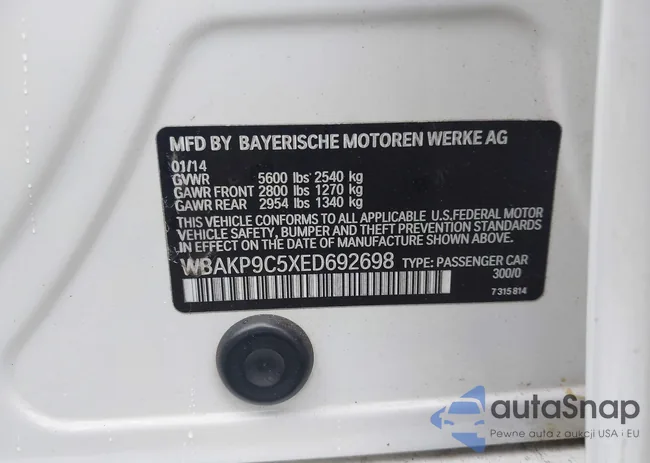 MFD BY BAYERISCHE MOTOREN WERKE AG
01/14
GVWR 5600 lbs 2540 kg
GAWR FRONT 2800 lbs 1270 kg
GAWR REAR 2954 lbs 1340 kg
THIS VEHICLE CONFORMS TO ALL APPLICABLE U.S.FEDERAL MOTOR
VEHICLE SAFETY, BUMPER AND THEFT PREVENTION STANDARDS
IN EFFECT ON THE DATE OF MANUFACTURE SHOWN ABOVE.
WBAKP9C5XED692698 TYPE: PASSENGER CAR
300/0
7 315 814
autaSnap
Pewne auta z aukcji USA i EU